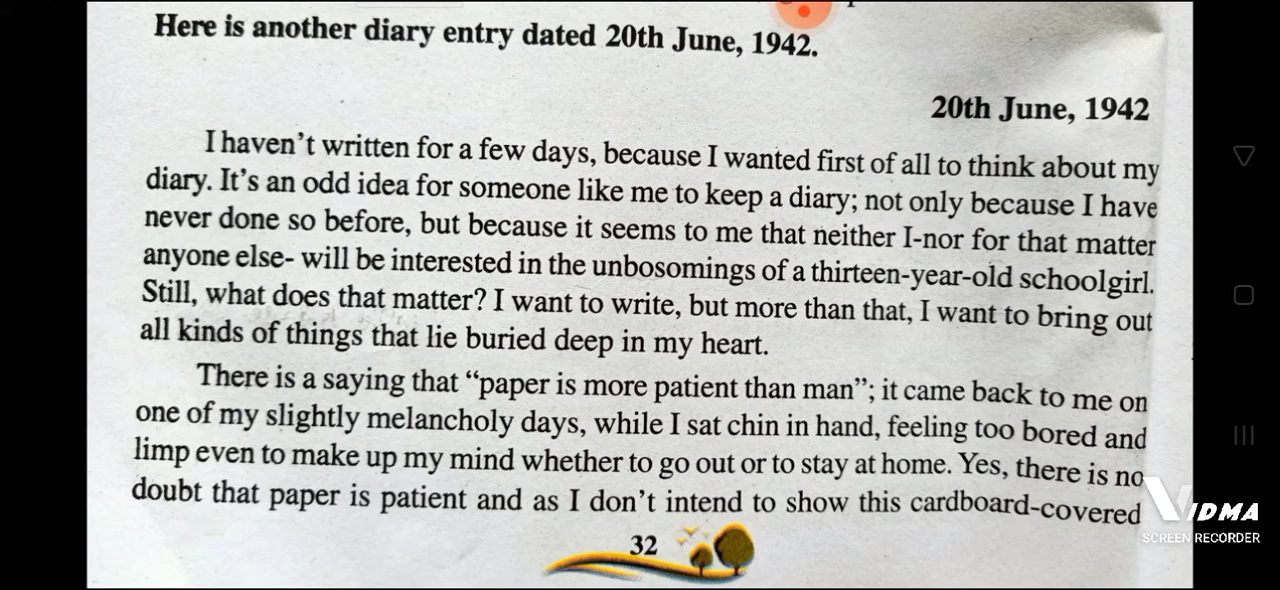 Here is another diary entry dated 20th June, 1942.
20th June, 1942
I haven't written for a few days, because I wanted first of all to think about my
diary. It's an odd idea for someone like me to keep a diary; not only because I have
never done so before, but because it seems to me that neither I-nor for that matter
anyone else- will be interested in the unbosomings of a thirteen-year-old schoolgirl.
Still, what does that matter? I want to write, but more than that, I want to bring out
all kinds of things that lie buried deep in my heart.
There is a saying that “paper is more patient than man”; it came back to me on
one of my slightly melancholy days, while I sat chin in hand, feeling too bored and
limp even to make up my mind whether to go out or to stay at home. Yes, there is no
doubt that paper is patient and as I don't intend to show this cardboard-covered
32
VIDMA
SCREEN RECORDER